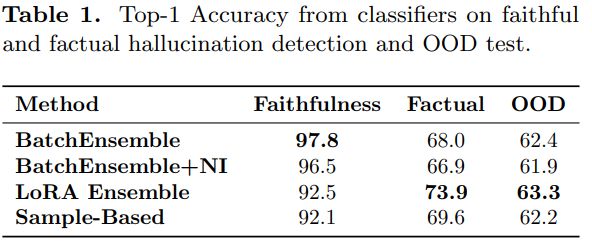 Table 1. Top-1 Accuracy from classifiers on faithful
and factual hallucination detection and OOD test.
Method Faithfulness Factual OOD
BatchEnsemble 97.8 68.0 62.4
BatchEnsemble+NI 96.5 66.9 61.9
LoRA Ensemble 92.5 73.9 63.3
Sample-Based 92.1 69.6 62.2